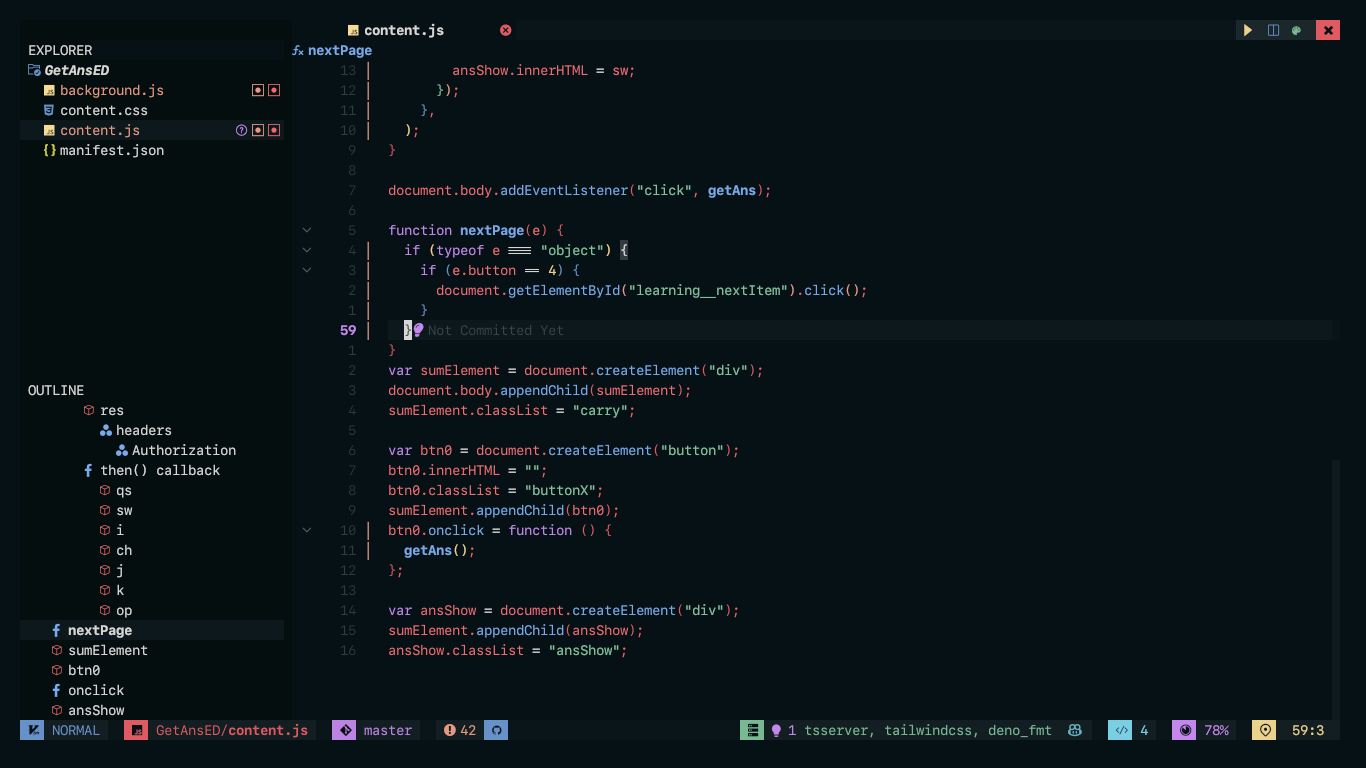 content.js
EXPLORER
GetAnsED
background.js
content.css
content.js
manifest.json
OUTLINE
res
headers
Authorization
then() callback
qs
sw
i
ch
j
k
op
nextPage
sumElement
btn0
onclick
ansShow
nextPage
13 ansShow.innerHTML = sw;
12 });
11 },
10 );
9 }
8
7 document.body.addEventListener("click", getAns);
6
5 function nextPage(e) {
4 if (typeof e === "object") {
3 if (e.button == 4) {
2 document.getElementById("learning__nextItem").click();
1 }
59 } Not Committed Yet
1 }
2 var sumElement = document.createElement("div");
3 document.body.appendChild(sumElement);
4 sumElement.classList = "carry";
5
6 var btn0 = document.createElement("button");
7 btn0.innerHTML = "";
8 btn0.classList = "buttonX";
9 sumElement.appendChild(btn0);
10 btn0.onclick = function () {
11 getAns();
12 };
13
14 var ansShow = document.createElement("div");
15 sumElement.appendChild(ansShow);
16 ansShow.classList = "ansShow";
NORMAL GetAnsED/content.js master 42 1 tsserver, tailwindcss, deno_fmt 4 78% 59:3